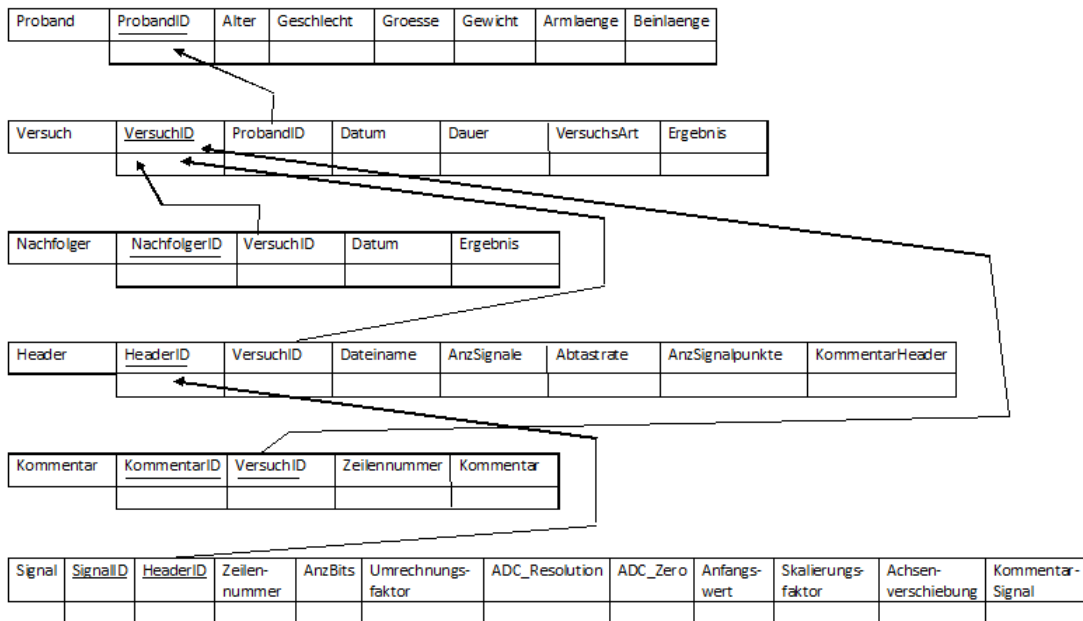 Proband ProbandID Alter Geschlecht Groesse Gewicht Armlaenge Beinlaenge
Versuch VersuchID ProbandID Datum Dauer VersuchsArt Ergebnis
Nachfolger NachfolgerID VersuchID Datum Ergebnis
Header HeaderID VersuchID Dateiname AnzSignale Abtastrate AnzSignalpunkte KommentarHeader
Kommentar KommentarID VersuchID Zeilennummer Kommentar
Signal SignalID HeaderID Zeilen- AnzBits Umrechnungs- ADC_Resolution ADC_Zero Anfangs- Skalierungs- Achsen- Kommentar-
nummer faktor wert faktor verschiebung Signal